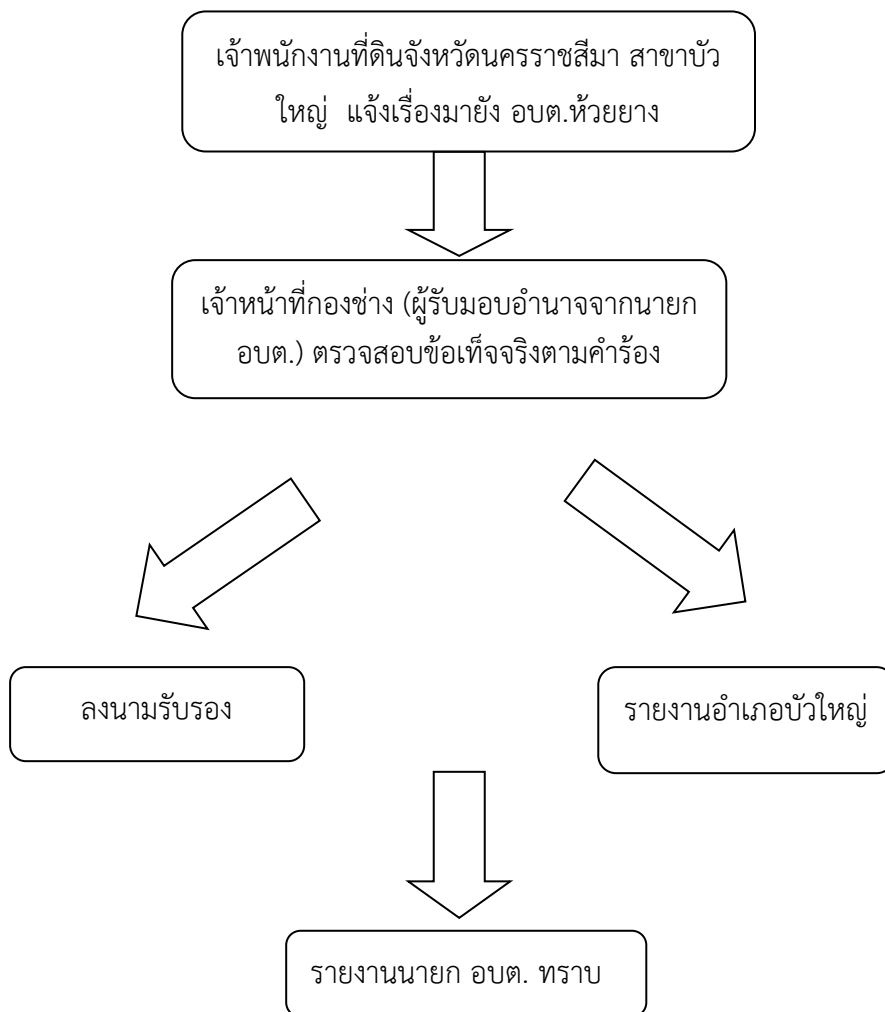 เจ้าพนักงานที่ดินจังหวัดนครราชสีมา สาขาบัว
ใหญ่ แจ้งเรื่องมายัง อบต.ห้วยยาง
เจ้าหน้าที่กองช่าง (ผู้รับมอบอำนาจจากนายก
อบต.) ตรวจสอบข้อเท็จจริงตามคำร้อง
ลงนามรับรอง
รายงานอำเภอบัวใหญ่
รายงานนายก อบต. ทราบ